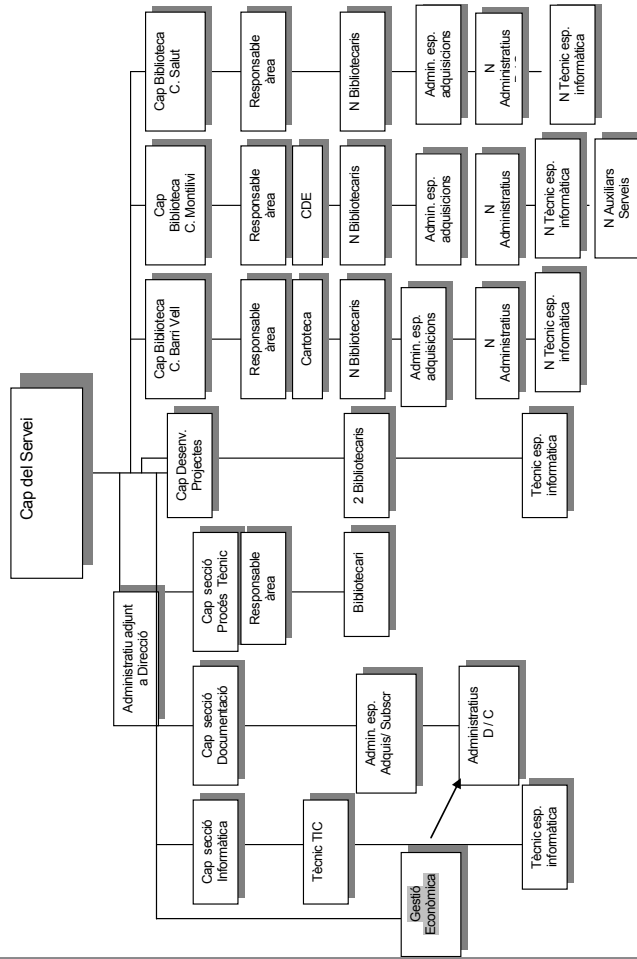 Cap del Servei
Administratiu adjunt
a Direcció
Gestió
Econòmica
Cap secció
Informàtica
Tècnic TIC
Tècnic esp.
informàtica
Cap secció
Documentació
Admin. esp.
Adquis/ Subscr
Administratius
D / C
Cap secció
Procés Tècnic
Responsable
àrea
Bibliotecari
Cap Desenv.
Projectes
2 Bibliotecaris
Tècnic esp.
informàtica
Cap Biblioteca
C. Barri Vell
Responsable
àrea
Cartoteca
N Bibliotecaris
Admin. esp.
adquisicions
N
Administratius
N Tècnic esp.
informàtica
Cap
Biblioteca
C. Montilivi
Responsable
àrea
CDE
N Bibliotecaris
Admin. esp.
adquisicions
N
Administratius
N Tècnic esp.
informàtica
N Auxiliars
Serveis
Cap Biblioteca
C. Salut
Responsable
àrea
N Bibliotecaris
Admin. esp.
adquisicions
N
Administratius
N Tècnic esp.
informàtica